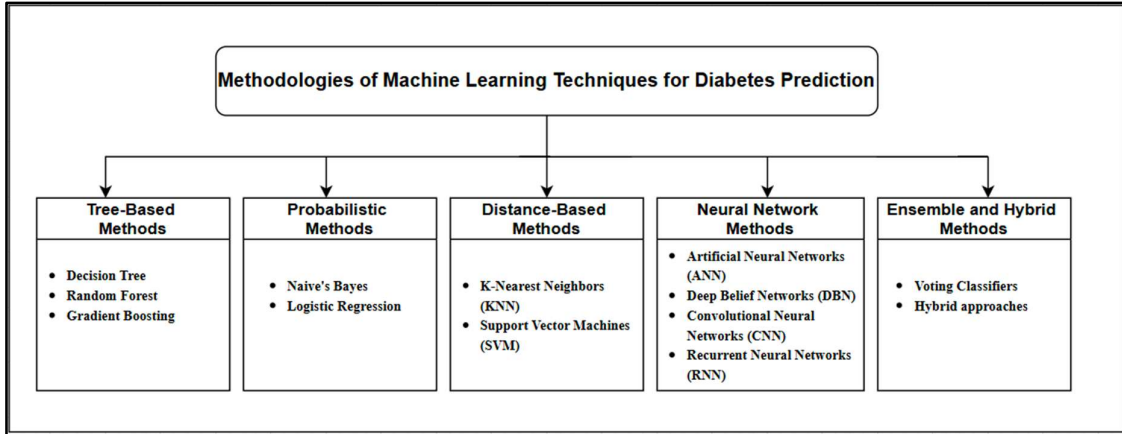 Methodologies of Machine Learning Techniques for Diabetes Prediction
Tree-Based
Methods
• Decision Tree
• Random Forest
• Gradient Boosting
Probabilistic
Methods
• Naive's Bayes
• Logistic Regression
Distance-Based
Methods
• K-Nearest Neighbors
(KNN)
• Support Vector Machines
(SVM)
Neural Network
Methods
• Artificial Neural Networks
(ANN)
• Deep Belief Networks (DBN)
• Convolutional Neural
Networks (CNN)
• Recurrent Neural Networks
(RNN)
Ensemble and Hybrid
Methods
• Voting Classifiers
• Hybrid approaches